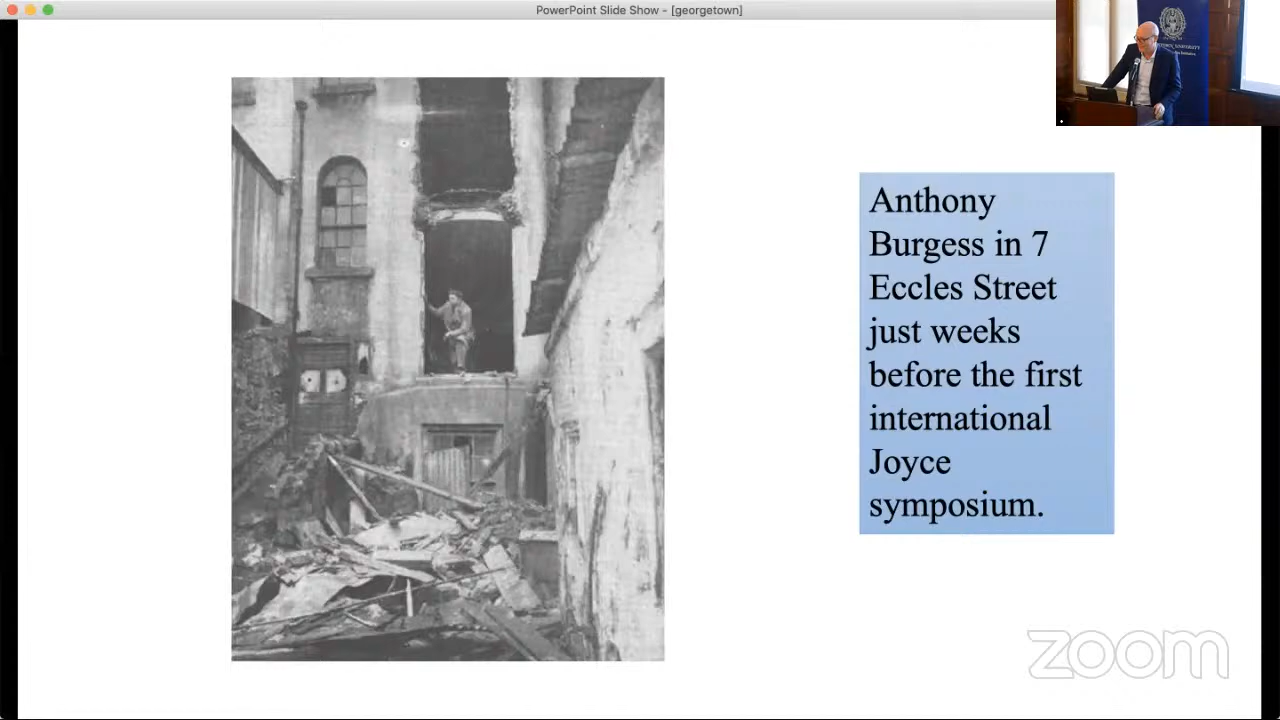 PowerPoint Slide Show - [georgetown]
Anthony
Burgess in 7
Eccles Street
just weeks
before the first
international
Joyce
symposium.
zoom